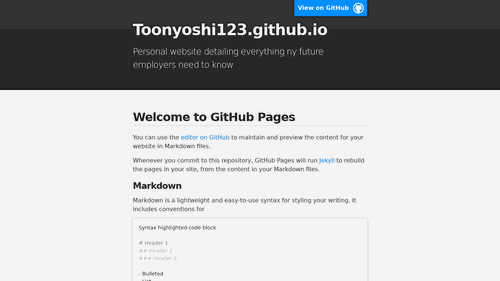 View on GitHub
Toonyoshi123.github.io
Personal website detailing everything ny future
employers need to know
Welcome to GitHub Pages
You can use the editor on GitHub to maintain and preview the content for your
website in Markdown files.
Whenever you commit to this repository, GitHub Pages will run Jekyll to rebuild
the pages in your site, from the content in your Markdown files.
Markdown
Markdown is a lightweight and easy-to-use syntax for styling your writing. It
includes conventions for
Syntax highlighted code block
# Header 1
## Header 2
### Header 3
- Bulleted